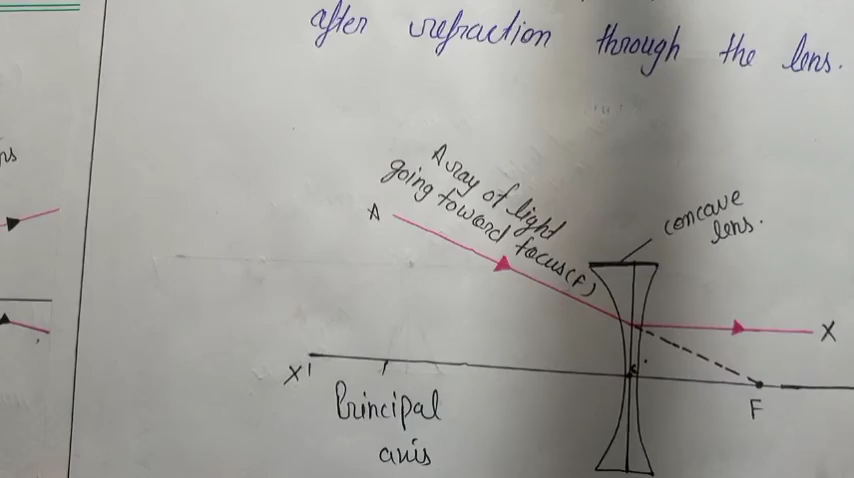 after refraction through the lens.
A ray of light
going toward focus(F)
A
concave
lens.
X
X'
F
Principal
axis